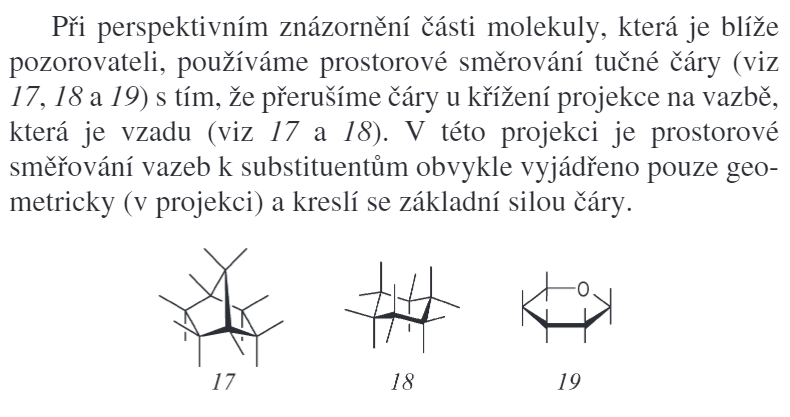 Při perspektivním znázornění části molekuly, která je blíže
pozorovateli, používáme prostorové směrování tučné čáry (viz
17, 18 a 19) s tím, že přerušíme čáry u křížení projekce na vazbě,
která je vzadu (viz 17 a 18). V této projekci je prostorové
směřování vazeb k substituentům obvykle vyjádřeno pouze geo-
metricky (v projekci) a kreslí se základní silou čáry.
O
17 18 19